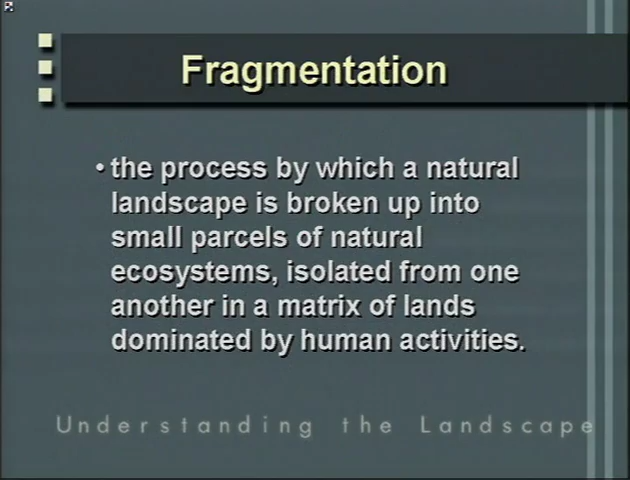 Fragmentation
• the process by which a natural
landscape is broken up into
small parcels of natural
ecosystems, isolated from one
another in a matrix of lands
dominated by human activities.
Understanding the Landscape